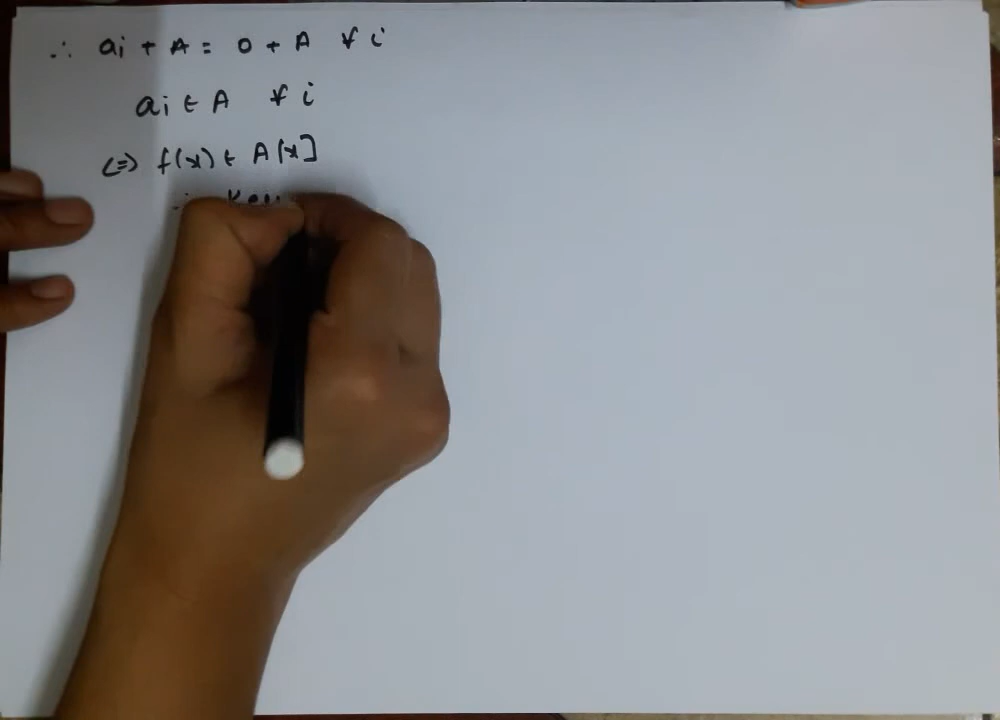 ∴ ai + A = 0 + A ∀ i
ai ∈ A ∀ i
(=) f(x) ∈ A[x]
∴